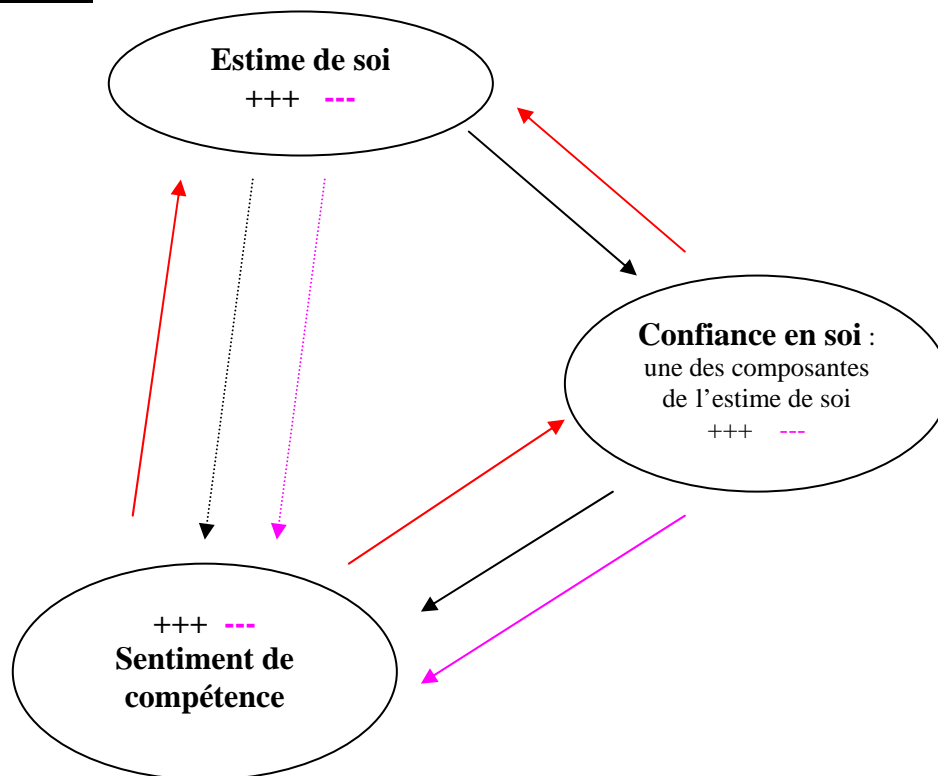 Estime de soi
+++ ---
Confiance en soi :
une des composantes
de l'estime de soi
+++ ---
+++ ---
Sentiment de
compétence